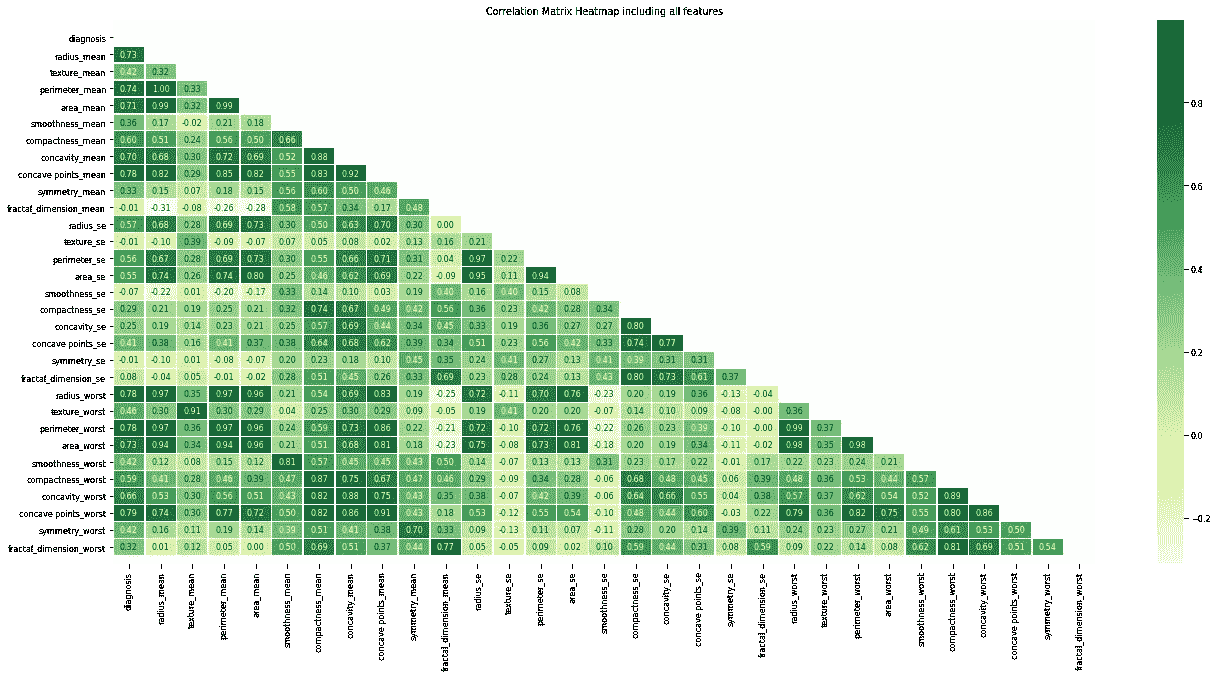 Correlation Matrix Heatmap including all features
diagnosis
radius_mean 0.73
texture_mean 0.42 0.32
perimeter_mean 0.74 1.00 0.33
area_mean 0.71 0.99 0.32 0.99
smoothness_mean 0.36 0.17 -0.02 0.21 0.18
compactness_mean 0.60 0.51 0.24 0.56 0.50 0.66
concavity_mean 0.70 0.68 0.30 0.72 0.69 0.52 0.88
concave points_mean 0.78 0.82 0.29 0.85 0.82 0.55 0.83 0.92
symmetry_mean 0.33 0.15 0.07 0.18 0.15 0.56 0.60 0.50 0.46
fractal_dimension_mean -0.01 -0.31 -0.08 -0.26 -0.28 0.58 0.57 0.34 0.17 0.48
radius_se 0.57 0.68 0.28 0.69 0.73 0.30 0.50 0.63 0.70 0.30 0.00
texture_se -0.01 -0.10 0.39 -0.09 -0.07 0.07 0.05 0.08 0.02 0.13 0.16 0.21
perimeter_se 0.56 0.67 0.28 0.69 0.73 0.30 0.55 0.66 0.71 0.31 0.04 0.97 0.22
area_se 0.55 0.74 0.26 0.74 0.80 0.25 0.46 0.62 0.69 0.22 -0.09 0.95 0.11 0.94
smoothness_se -0.07 -0.22 0.01 -0.20 -0.17 0.33 0.14 0.10 0.03 0.19 0.40 0.16 0.40 0.15 0.08
compactness_se 0.29 0.21 0.19 0.25 0.21 0.32 0.74 0.67 0.49 0.42 0.56 0.36 0.23 0.42 0.28 0.34
concavity_se 0.25 0.19 0.14 0.23 0.21 0.25 0.57 0.69 0.44 0.34 0.45 0.33 0.19 0.36 0.27 0.27 0.80
concave points_se 0.41 0.38 0.16 0.41 0.37 0.38 0.64 0.68 0.62 0.39 0.34 0.51 0.23 0.56 0.42 0.33 0.74 0.77
symmetry_se -0.01 -0.10 0.01 -0.08 -0.07 0.20 0.23 0.18 0.10 0.45 0.35 0.24 0.41 0.27 0.13 0.41 0.39 0.31 0.31
fractal_dimension_se 0.08 -0.04 0.05 -0.01 -0.02 0.28 0.51 0.45 0.26 0.33 0.69 0.23 0.28 0.24 0.13 0.43 0.80 0.73 0.61 0.37
radius_worst 0.78 0.97 0.35 0.97 0.96 0.21 0.54 0.69 0.83 0.19 -0.25 0.72 -0.11 0.70 0.76 -0.23 0.20 0.19 0.36 -0.13 -0.04
texture_worst 0.46 0.30 0.91 0.30 0.29 0.04 0.25 0.30 0.29 0.09 -0.05 0.19 0.41 0.20 0.20 -0.07 0.14 0.10 0.09 -0.08 -0.00 0.36
perimeter_worst 0.78 0.97 0.36 0.97 0.96 0.24 0.59 0.73 0.86 0.22 -0.21 0.72 -0.10 0.72 0.76 -0.22 0.26 0.23 0.39 -0.10 -0.00 0.99 0.37
area_worst 0.73 0.94 0.34 0.94 0.96 0.21 0.51 0.68 0.81 0.18 -0.23 0.75 -0.08 0.73 0.81 -0.18 0.20 0.19 0.34 -0.11 -0.02 0.98 0.35 0.98
smoothness_worst 0.42 0.12 0.08 0.15 0.12 0.81 0.57 0.45 0.45 0.43 0.50 0.14 -0.07 0.13 0.13 0.31 0.23 0.17 0.22 -0.01 0.17 0.22 0.23 0.24 0.21
compactness_worst 0.59 0.41 0.28 0.46 0.39 0.47 0.87 0.75 0.67 0.47 0.46 0.29 -0.09 0.34 0.28 -0.06 0.68 0.48 0.45 0.06 0.39 0.48 0.36 0.53 0.44 0.57
concavity_worst 0.66 0.53 0.30 0.56 0.51 0.43 0.82 0.88 0.75 0.43 0.35 0.38 -0.07 0.42 0.39 -0.06 0.64 0.66 0.55 0.04 0.38 0.57 0.37 0.62 0.54 0.52 0.89
concave points_worst 0.79 0.74 0.30 0.77 0.72 0.50 0.82 0.86 0.91 0.43 0.18 0.53 -0.12 0.55 0.54 -0.10 0.48 0.44 0.60 -0.03 0.22 0.79 0.36 0.82 0.75 0.55 0.80 0.86
symmetry_worst 0.42 0.16 0.11 0.19 0.14 0.39 0.51 0.41 0.38 0.70 0.33 0.09 -0.13 0.11 0.07 -0.11 0.28 0.20 0.14 0.39 0.11 0.24 0.23 0.27 0.21 0.49 0.61 0.53 0.50
fractal_dimension_worst 0.32 0.01 0.12 0.05 0.00 0.50 0.69 0.51 0.37 0.44 0.77 0.05 -0.05 0.09 0.02 0.10 0.59 0.44 0.31 0.08 0.59 0.09 0.22 0.14 0.08 0.62 0.81 0.69 0.51 0.54
diagnosis
radius_mean
texture_mean
perimeter_mean
area_mean
smoothness_mean
compactness_mean
concavity_mean
concave points_mean
symmetry_mean
fractal_dimension_mean
radius_se
texture_se
perimeter_se
area_se
smoothness_se
compactness_se
concavity_se
concave points_se
symmetry_se
fractal_dimension_se
radius_worst
texture_worst
perimeter_worst
area_worst
smoothness_worst
compactness_worst
concavity_worst
concave points_worst
symmetry_worst
fractal_dimension_worst
0.8
0.6
0.4
0.2
0.0
-0.2